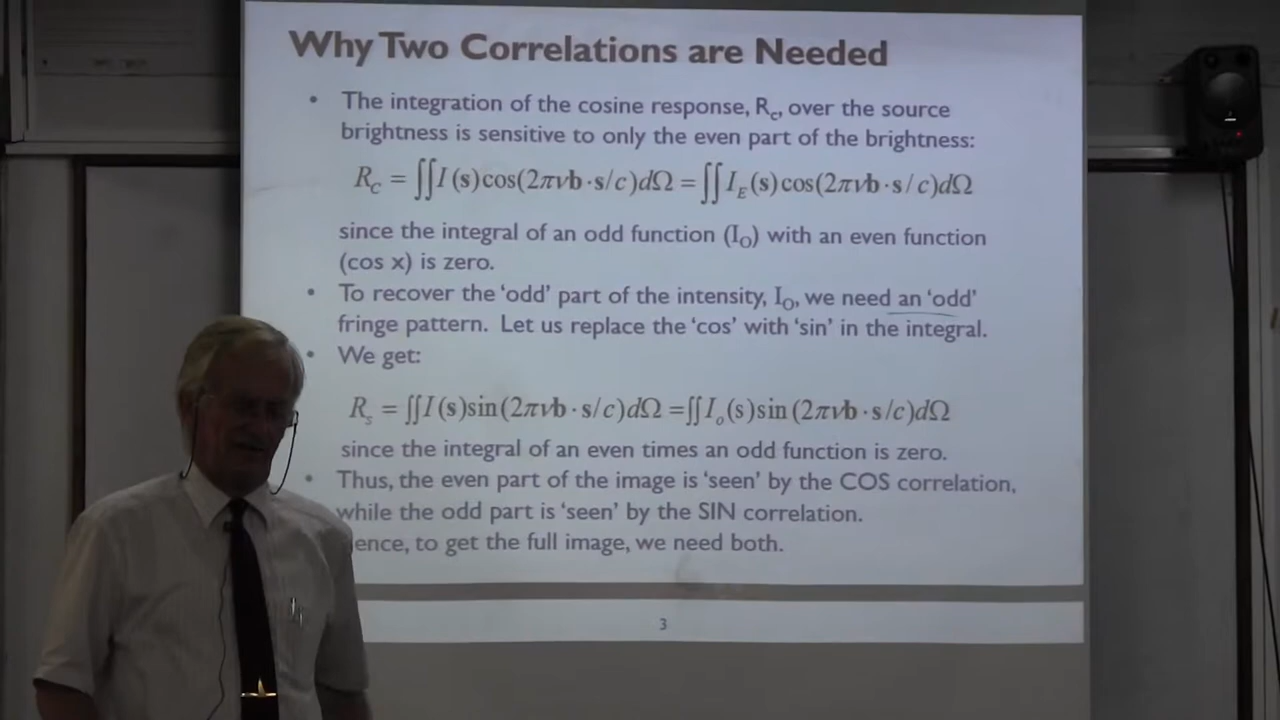 Why Two Correlations are Needed
• The integration of the cosine response, R_c, over the source
brightness is sensitive to only the even part of the brightness:
R_C = ∬I(s)cos(2πνb·s/c)dΩ = ∬I_E(s)cos(2πνb·s/c)dΩ
since the integral of an odd function (I_O) with an even function
(cos x) is zero.
• To recover the ‘odd’ part of the intensity, I_O, we need an ‘odd’
fringe pattern. Let us replace the ‘cos’ with ‘sin’ in the integral.
• We get:
R_s = ∬I(s)sin(2πνb·s/c)dΩ =∬I_o(s)sin(2πνb·s/c)dΩ
since the integral of an even times an odd function is zero.
• Thus, the even part of the image is ‘seen’ by the COS correlation,
while the odd part is ‘seen’ by the SIN correlation.
ence, to get the full image, we need both.
3